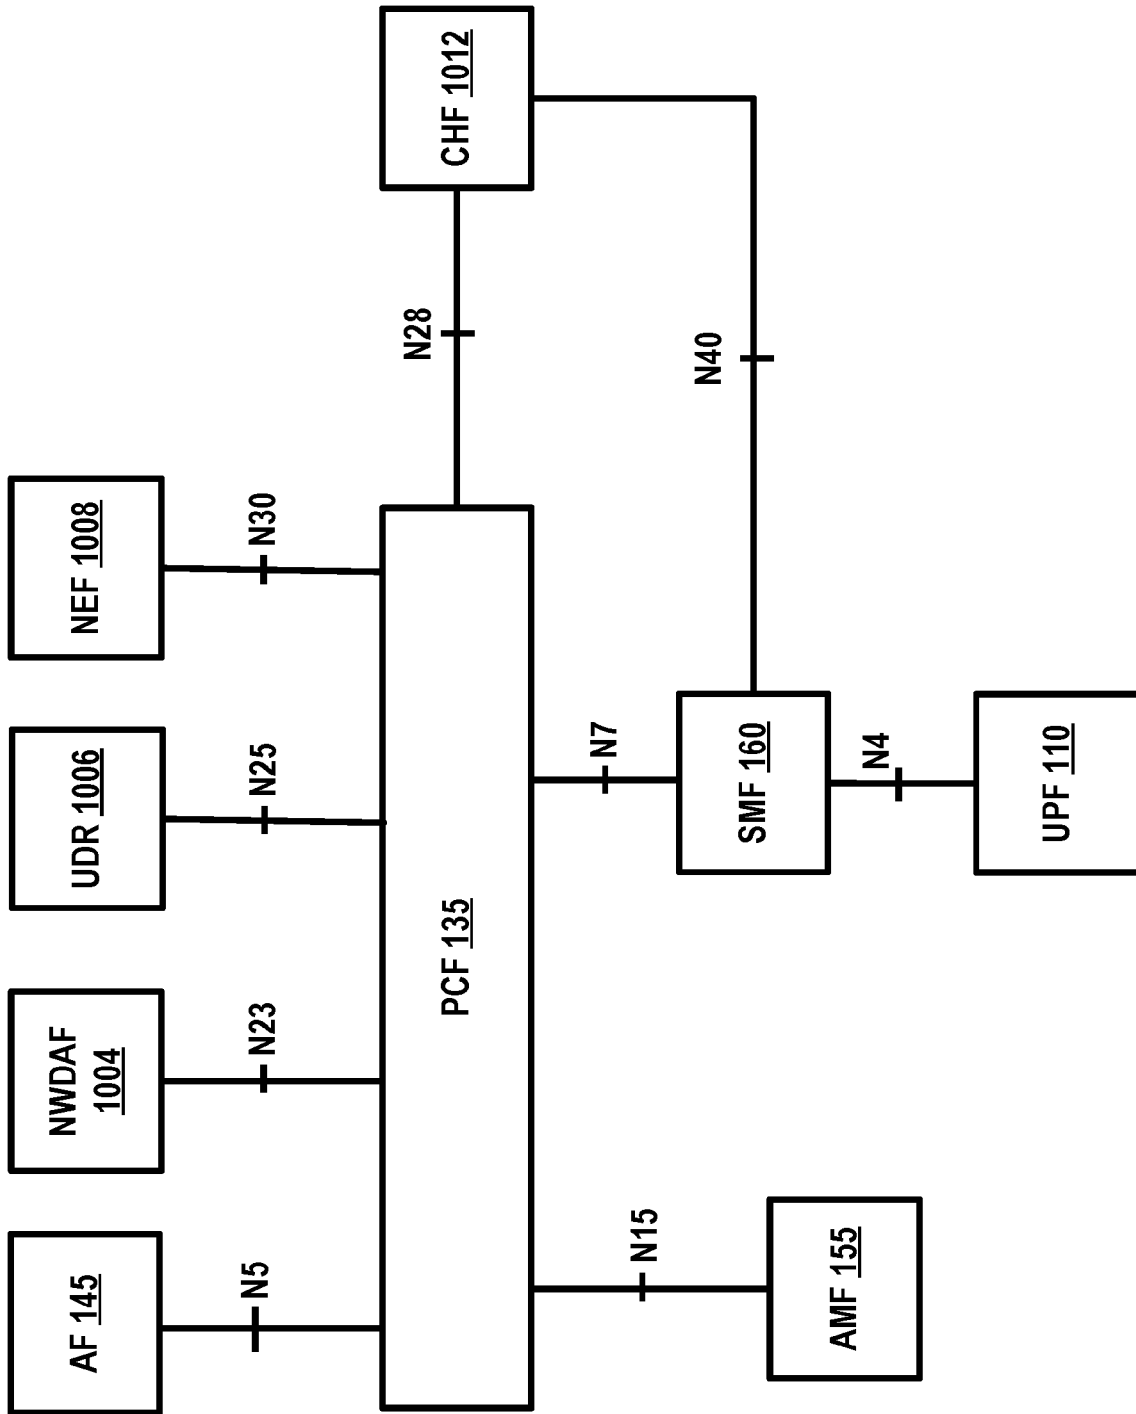 AF 145
NWDAF
1004
UDR 1006
NEF 1008
N5
N23
N25
N30
PCF 135
N28
CHF 1012
N15
N7
N40
AMF 155
SMF 160
N4
UPF 110